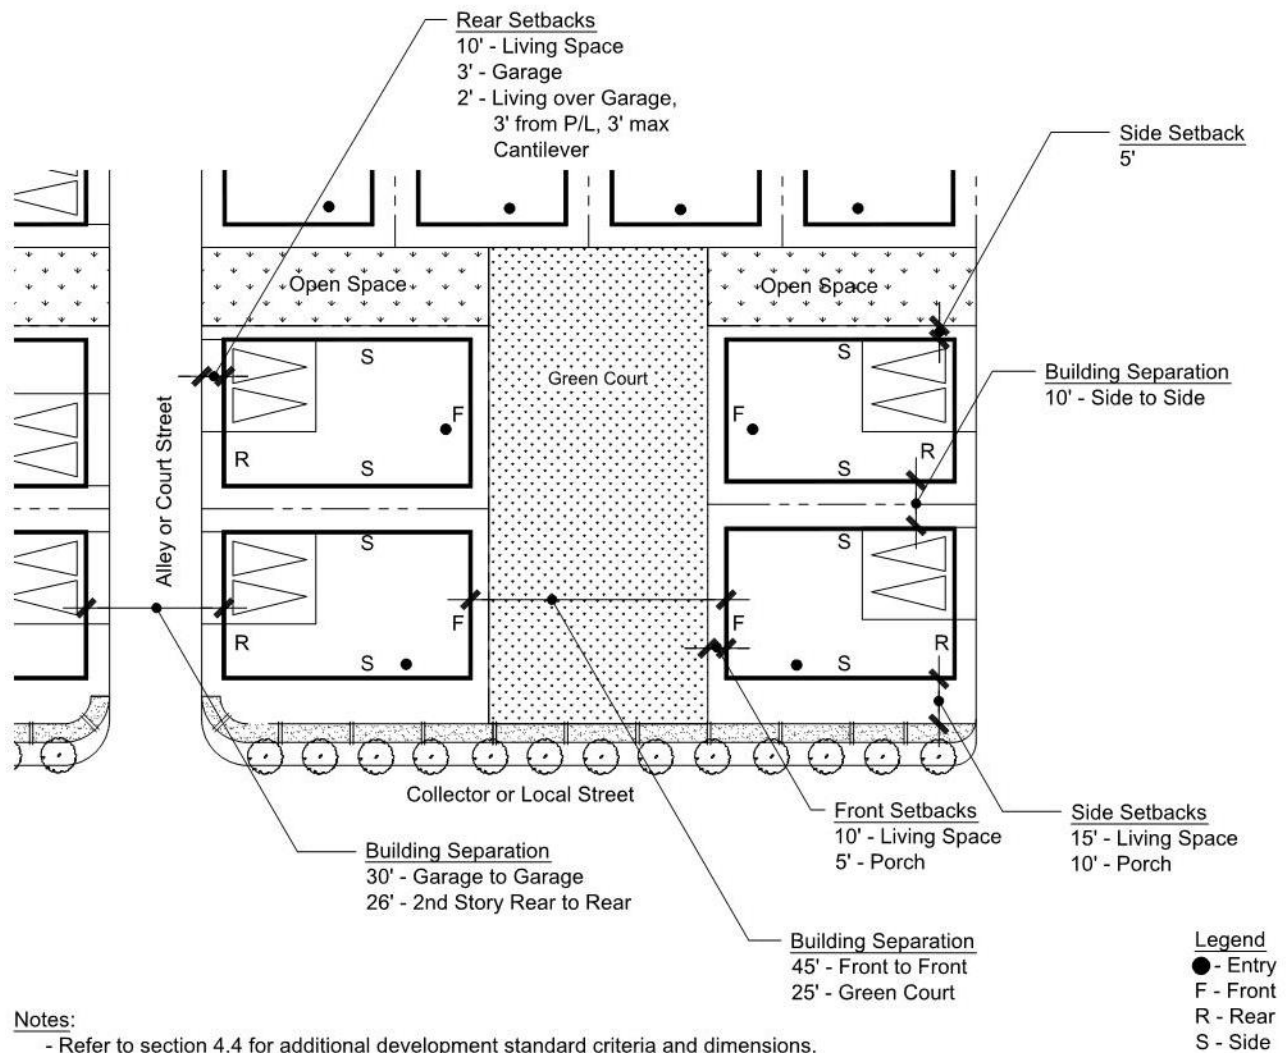 Rear Setbacks
10' - Living Space
3' - Garage
2' - Living over Garage,
3' from P/L, 3' max
Cantilever
Side Setback
5'
Open Space
Open Space
S
S
Green Court
Building Separation
10' - Side to Side
F
F
R
R
S
S
Alley or Court Street
S
S
F
F
R
R
S
S
Collector or Local Street
Front Setbacks
10' - Living Space
5' - Porch
Side Setbacks
15' - Living Space
10' - Porch
Building Separation
30' - Garage to Garage
26' - 2nd Story Rear to Rear
Building Separation
45' - Front to Front
25' - Green Court
Legend
- Entry
F - Front
R - Rear
S - Side
Notes:
- Refer to section 4.4 for additional development standard criteria and dimensions.